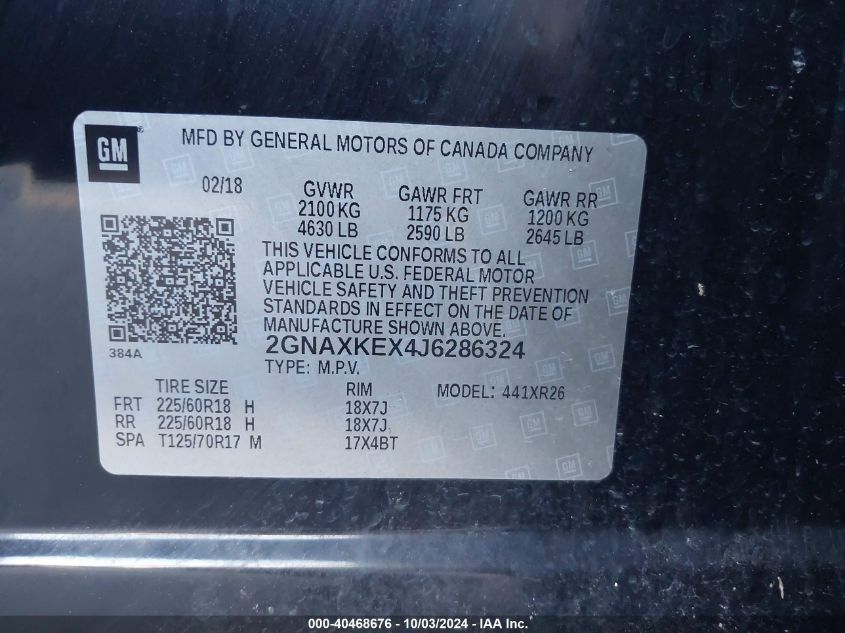 GM
MFD BY GENERAL MOTORS OF CANADA COMPANY
02/18 GVWR GAWR FRT GAWR RR
2100 KG 1175 KG 1200 KG
4630 LB 2590 LB 2645 LB
THIS VEHICLE CONFORMS TO ALL
APPLICABLE U.S. FEDERAL MOTOR
VEHICLE SAFETY AND THEFT PREVENTION
STANDARDS IN EFFECT ON THE DATE OF
MANUFACTURE SHOWN ABOVE.
384A
2GNAXKEX4J6286324
TYPE: M.P.V.
TIRE SIZE RIM MODEL: 441XR26
FRT 225/60R18 H 18X7J
RR 225/60R18 H 18X7J
SPA T125/70R17 M 17X4BT
000-40468676 - 10/03/2024 - IAA Inc.